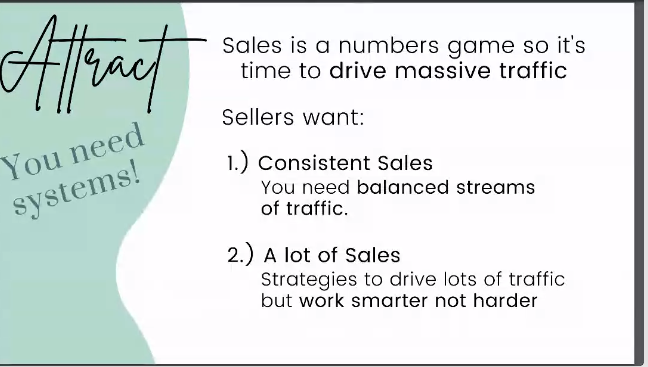 Attract
You need
systems!
Sales is a numbers game so it's
time to drive massive traffic
Sellers want:
1.) Consistent Sales
You need balanced streams
of traffic.
2.) A lot of Sales
Strategies to drive lots of traffic
but work smarter not harder